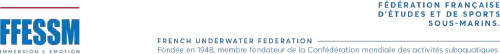 FÉDÉRATION FRANÇAISE
D'ÉTUDES ET DE SPORTS
SOUS-MARINS.
FFESSM
IMMERSION & ÉMOTION
FRENCH UNDERWATER FEDERATION
Fondée en 1948, membre fondateur de la Confédération mondiale des activités subaquatiques